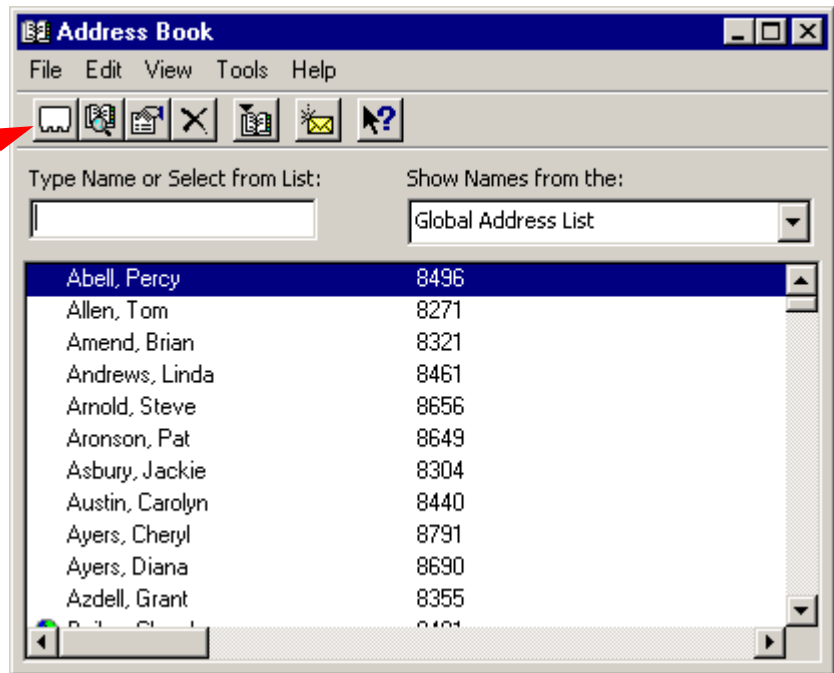 Address Book
File Edit View Tools Help
Type Name or Select from List: Show Names from the:
Global Address List
Abell, Percy 8496
Allen, Tom 8271
Amend, Brian 8321
Andrews, Linda 8461
Arnold, Steve 8656
Aronson, Pat 8649
Asbury, Jackie 8304
Austin, Carolyn 8440
Ayers, Cheryl 8791
Ayers, Diana 8690
Azdell, Grant 8355